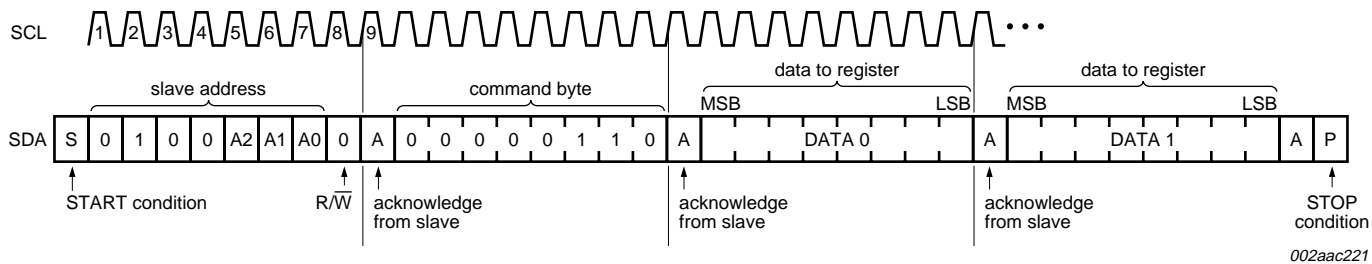 SCL 1 2 3 4 5 6 7 8 9
slave address command byte data to register data to register
MSB LSB MSB LSB
SDA S 0 1 0 0 A2 A1 A0 0 A 0 0 0 0 0 1 1 0 A DATA 0 A DATA 1 A P
START condition R/W̅ acknowledge from slave acknowledge from slave acknowledge from slave STOP condition
002aac221